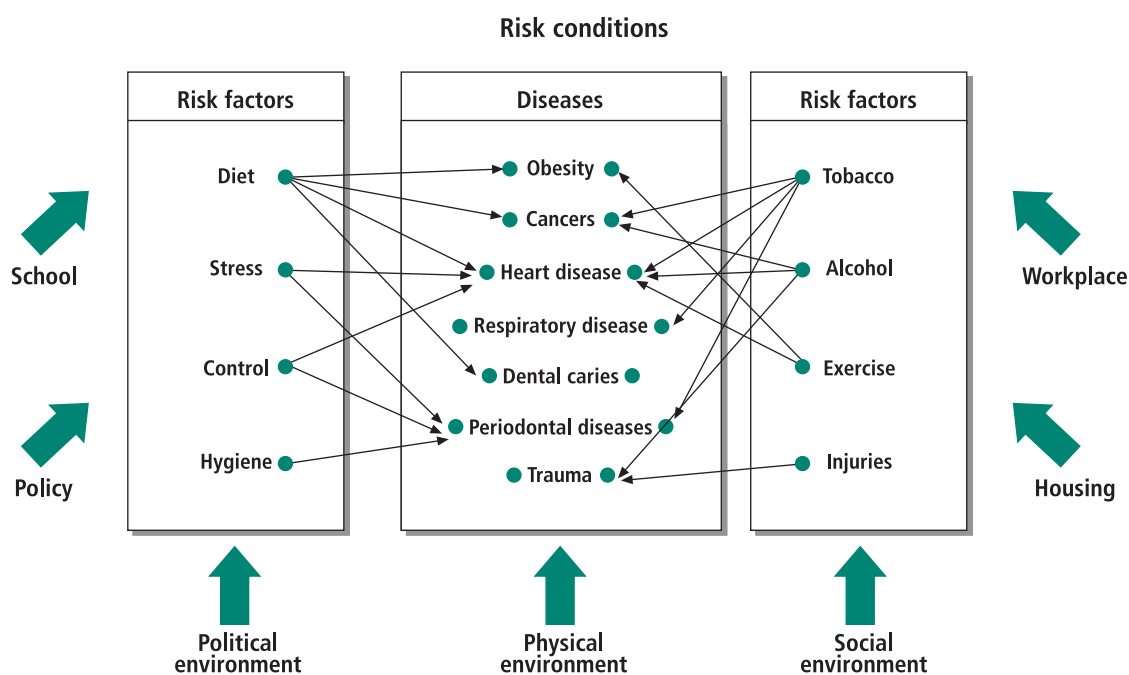 Risk conditions
Risk factors
Diet
Stress
Control
Hygiene
Diseases
Obesity
Cancers
Heart disease
Respiratory disease
Dental caries
Periodontal diseases
Trauma
Risk factors
Tobacco
Alcohol
Exercise
Injuries
School
Policy
Workplace
Housing
Political
environment
Physical
environment
Social
environment